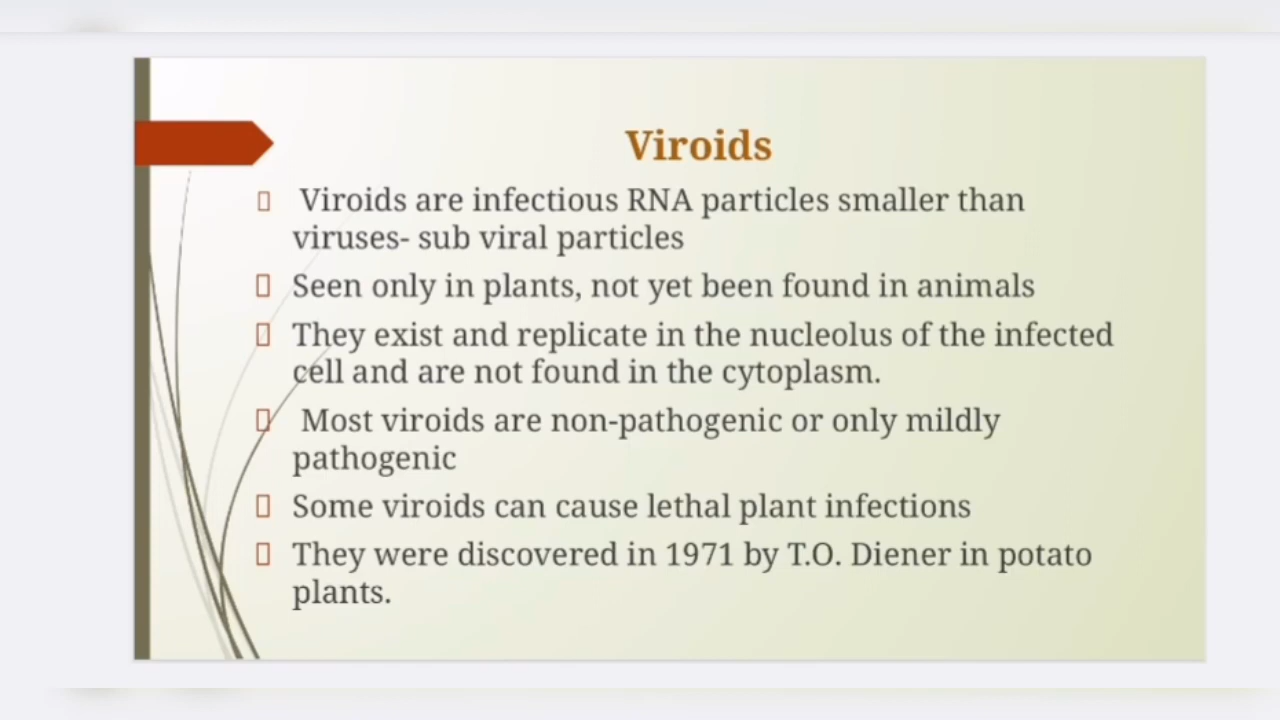 Viroids
Viroids are infectious RNA particles smaller than
viruses- sub viral particles
Seen only in plants, not yet been found in animals
They exist and replicate in the nucleolus of the infected
cell and are not found in the cytoplasm.
Most viroids are non-pathogenic or only mildly
pathogenic
Some viroids can cause lethal plant infections
They were discovered in 1971 by T.O. Diener in potato
plants.